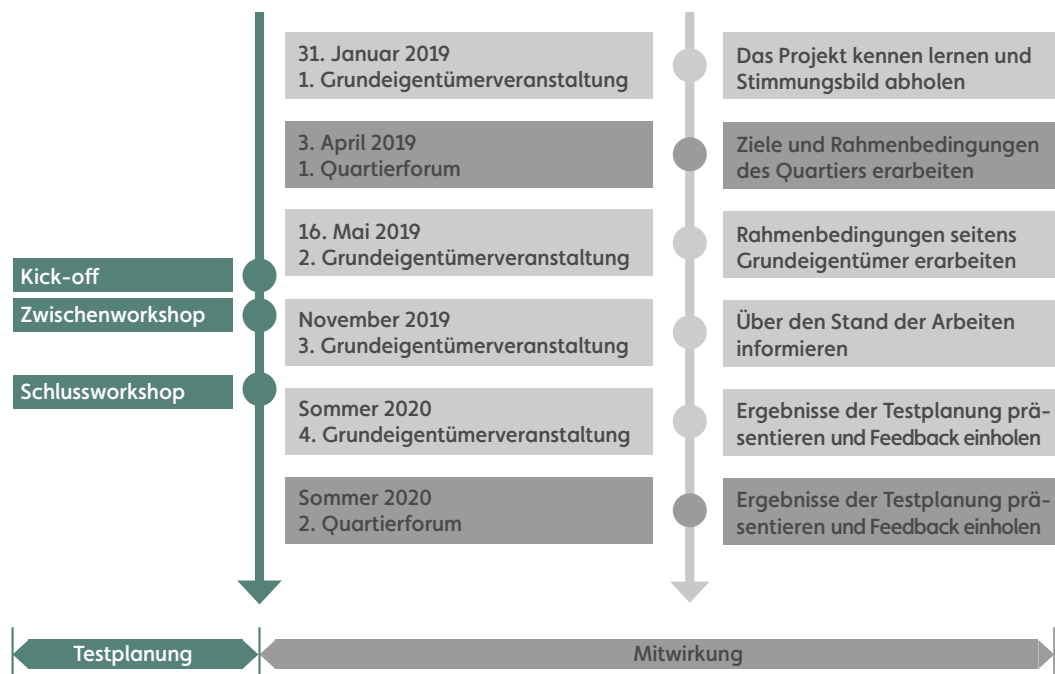 31. Januar 2019
1. Grundeigentümerveranstaltung
Das Projekt kennen lernen und
Stimmungsbild abholen
3. April 2019
1. Quartierforum
Ziele und Rahmenbedingungen
des Quartiers erarbeiten
16. Mai 2019
2. Grundeigentümerveranstaltung
Rahmenbedingungen seitens
Grundeigentümer erarbeiten
Kick-off
Zwischenworkshop
November 2019
3. Grundeigentümerveranstaltung
Über den Stand der Arbeiten
informieren
Schlussworkshop
Sommer 2020
4. Grundeigentümerveranstaltung
Ergebnisse der Testplanung prä-
sentieren und Feedback einholen
Sommer 2020
2. Quartierforum
Ergebnisse der Testplanung prä-
sentieren und Feedback einholen
Testplanung
Mitwirkung